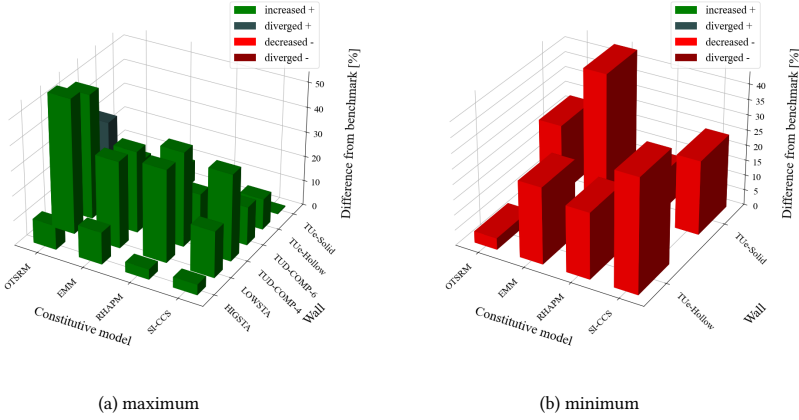 increased +
diverged +
decreased -
diverged -
50
40
30
20
10
0
Difference from benchmark [%]
TUe-Solid
TUe-Hollow
TUD-COMP-6
TUD-COMP-4
LOWSTA
HIGSTA
Wall
OTSRM
EMM
RHAPM
SI-CCS
Constitutive model
(a) maximum
increased +
diverged +
decreased -
diverged -
40
35
30
25
20
15
10
5
0
Difference from benchmark [%]
TUe-Solid
TUe-Hollow
Wall
OTSRM
EMM
RHAPM
SI-CCS
Constitutive model
(b) minimum